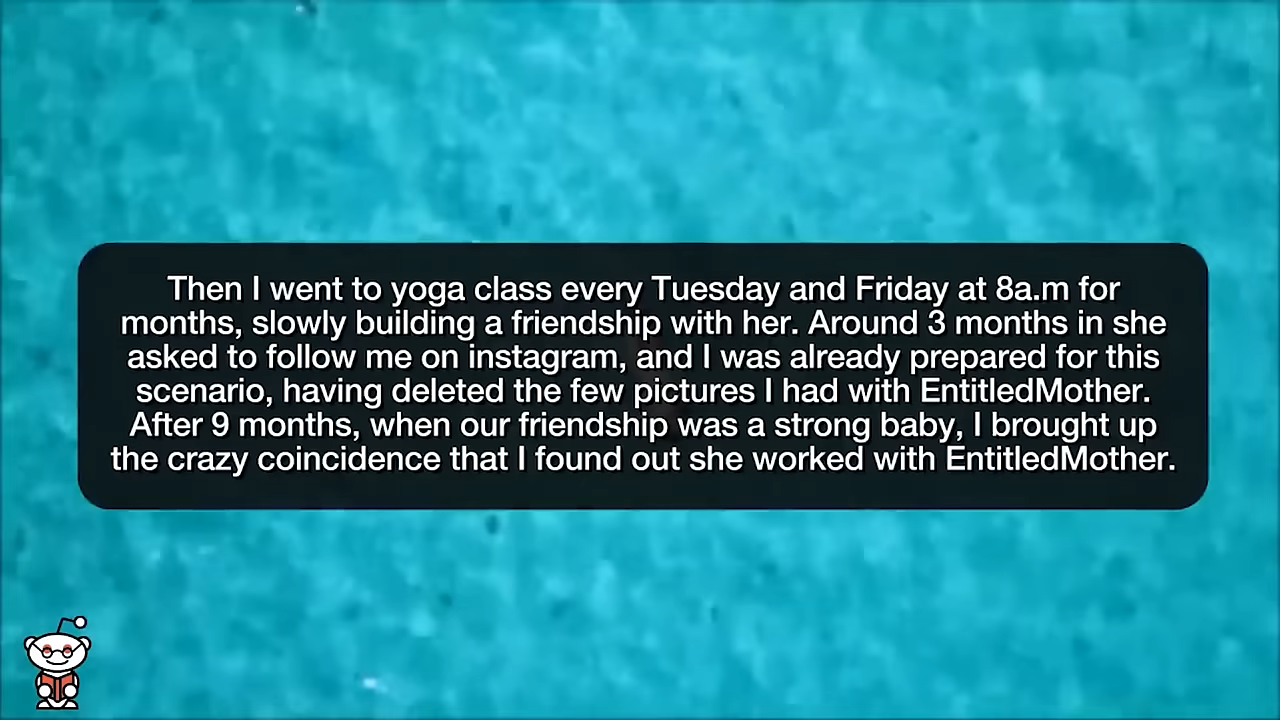 Then I went to yoga class every Tuesday and Friday at 8a.m for
months, slowly building a friendship with her. Around 3 months in she
asked to follow me on instagram, and I was already prepared for this
scenario, having deleted the few pictures I had with EntitledMother.
After 9 months, when our friendship was a strong baby, I brought up
the crazy coincidence that I found out she worked with EntitledMother.